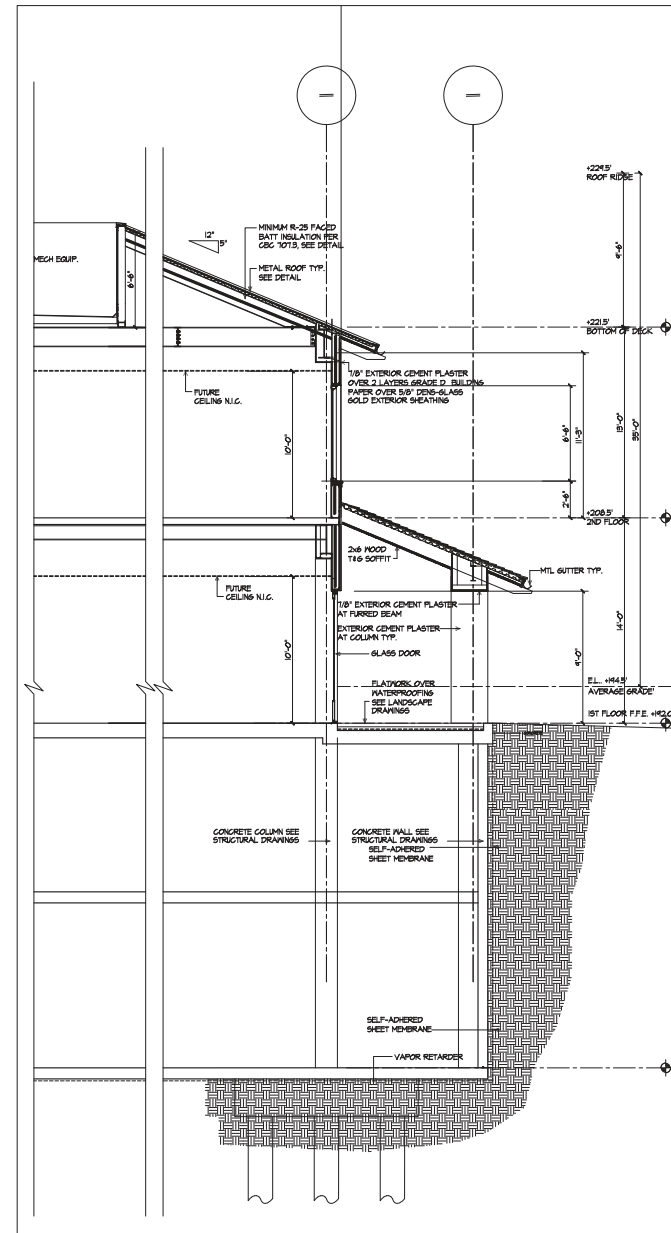 +229.5'
ROOF RIDGE
12"
5"
MINIMUM R-25 FACED
BATT INSULATION PER
CBC 707.3, SEE DETAIL
METAL ROOF TYP.
SEE DETAIL
MECH EQUIP.
6'-6"
9'-6"
+221.5'
BOTTOM OF DECK
7/8" EXTERIOR CEMENT PLASTER
OVER 2 LAYERS GRADE D BUILDING
PAPER OVER 5/8" DENS-GLASS
GOLD EXTERIOR SHEATHING
FUTURE
CEILING N.I.C.
10'-0"
6'-6"
11'-3"
13'-0"
35'-0"
2'-6"
+208.5'
2ND FLOOR
2x6 WOOD
T&G SOFFIT
MTL GUTTER TYP.
FUTURE
CEILING N.I.C.
7/8" EXTERIOR CEMENT PLASTER
AT FURRED BEAM
EXTERIOR CEMENT PLASTER
AT COLUMN TYP.
10'-0"
9'-0"
14'-0"
GLASS DOOR
FLATWORK OVER
WATERPROOFING
SEE LANDSCAPE
DRAWINGS
E.L. +194.5'
AVERAGE GRADE'
1ST FLOOR F.F.E.
CONCRETE COLUMN SEE
STRUCTURAL DRAWINGS
CONCRETE WALL SEE
STRUCTURAL DRAWINGS
SELF-ADHERED
SHEET MEMBRANE
SELF-ADHERED
SHEET MEMBRANE
VAPOR RETARDER